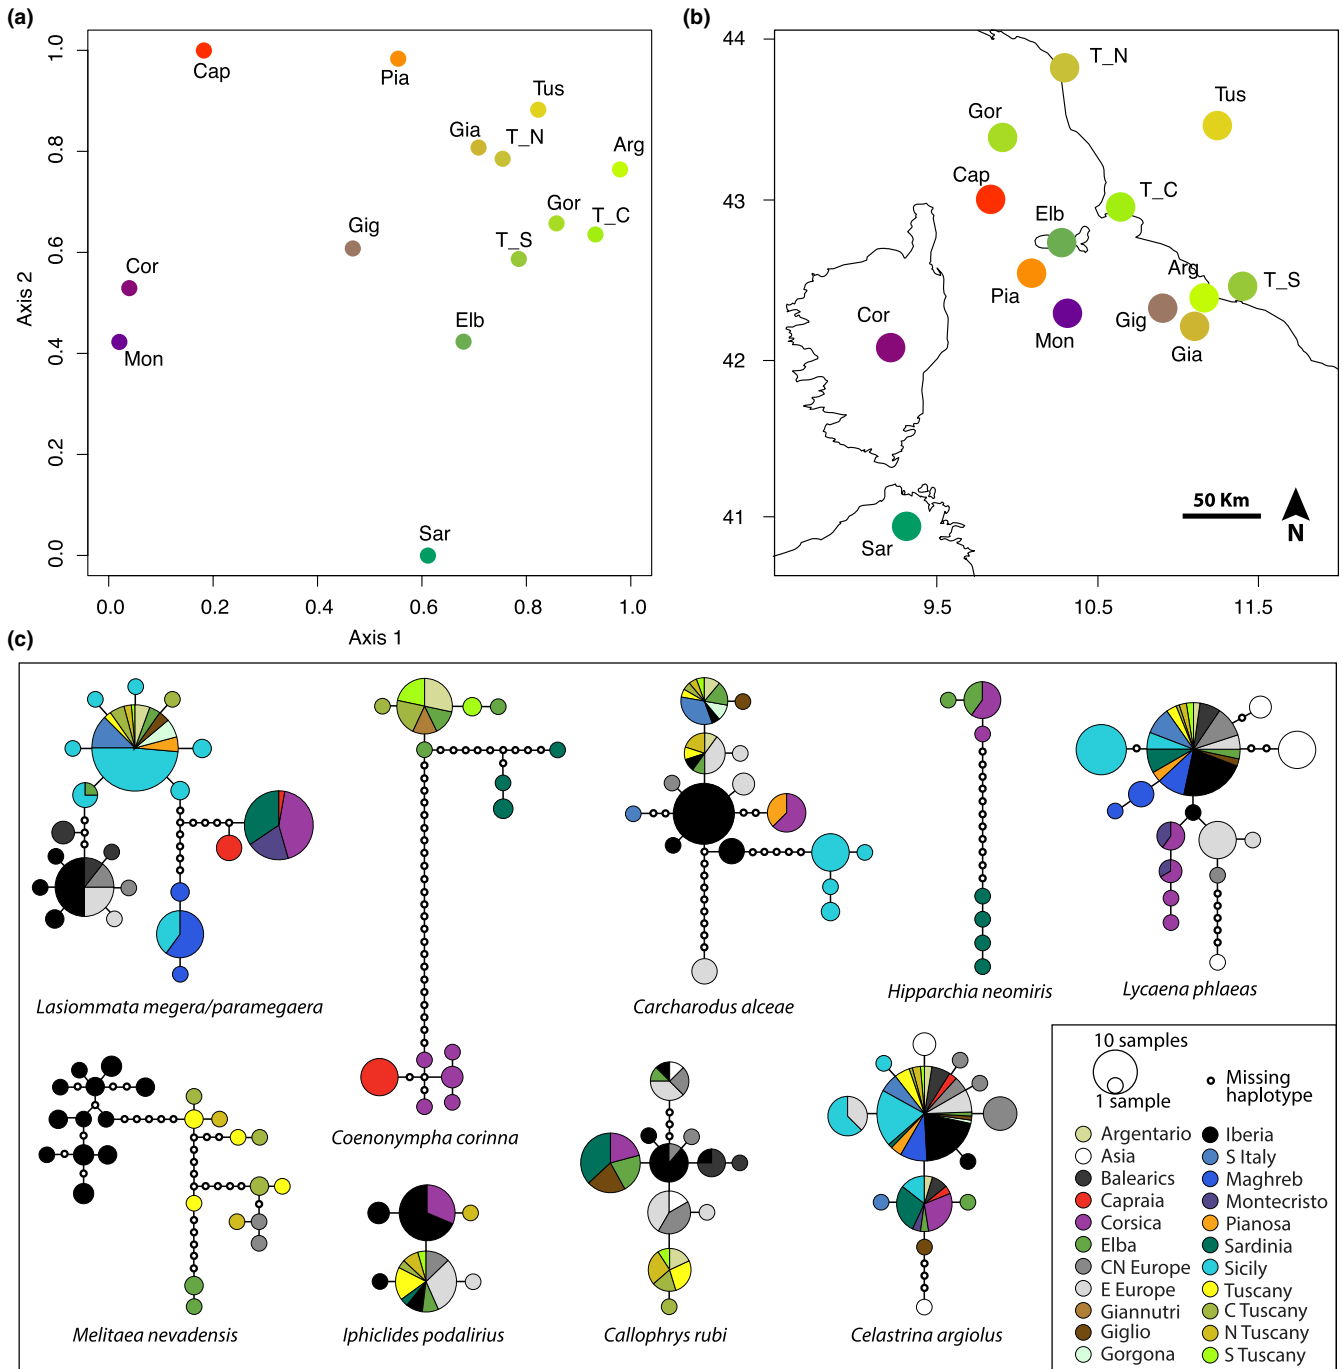 (a)
1.0
0.8
0.6
0.4
0.2
0.0
Axis 2
Cap
Pia
Tus
Gia
T_N
Arg
Gor
T_C
Gig
T_S
Cor
Elb
Mon
Sar
0.0
0.2
0.4
0.6
0.8
1.0
Axis 1
(b)
44
43
42
41
T_N
Tus
Gor
Cap
T_C
Elb
Arg
T_S
Pia
Gig
Cor
Mon
Gia
50 Km
N
Sar
9.5
10.5
11.5
(c)
Lasiommata megera/paramegaera
Coenonympha corinna
Carcharodus alceae
Hipparchia neomiris
Lycaena phlaeas
Melitaea nevadensis
Iphiclides podalirius
Callophrys rubi
Celastrina argiolus
10 samples
1 sample
Missing
haplotype
Argentario
Asia
Balearics
Capraia
Corsica
Elba
CN Europe
E Europe
Giannutri
Giglio
Gorgona
Iberia
S Italy
Maghreb
Montecristo
Pianosa
Sardinia
Sicily
Tuscany
C Tuscany
N Tuscany
S Tuscany